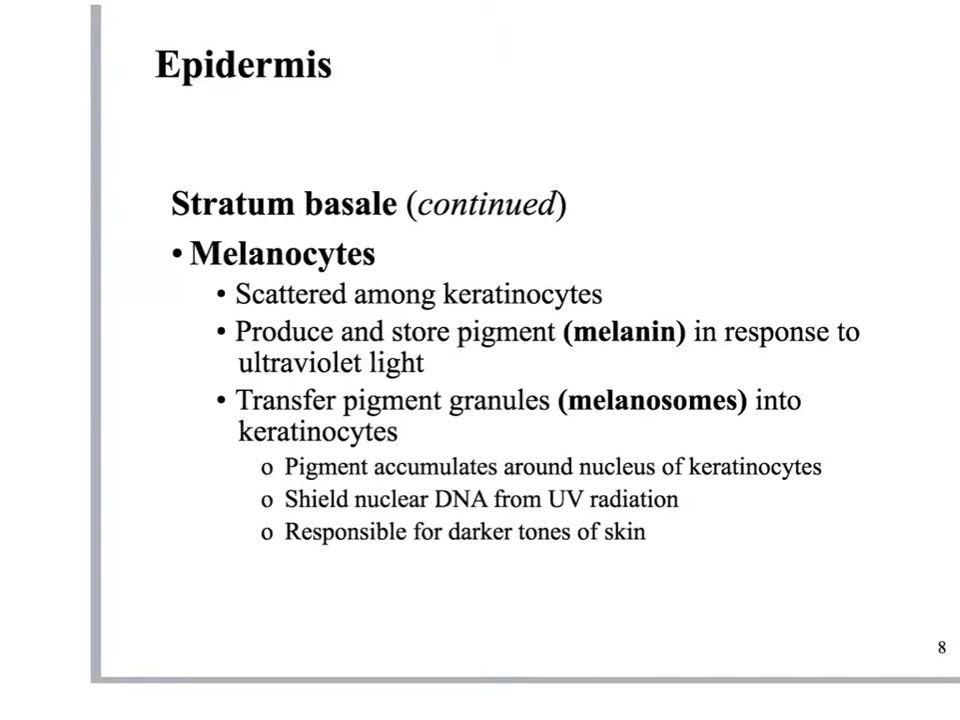 Epidermis
Stratum basale (continued)
• Melanocytes
• Scattered among keratinocytes
• Produce and store pigment (melanin) in response to
ultraviolet light
• Transfer pigment granules (melanosomes) into
keratinocytes
o Pigment accumulates around nucleus of keratinocytes
o Shield nuclear DNA from UV radiation
o Responsible for darker tones of skin
8